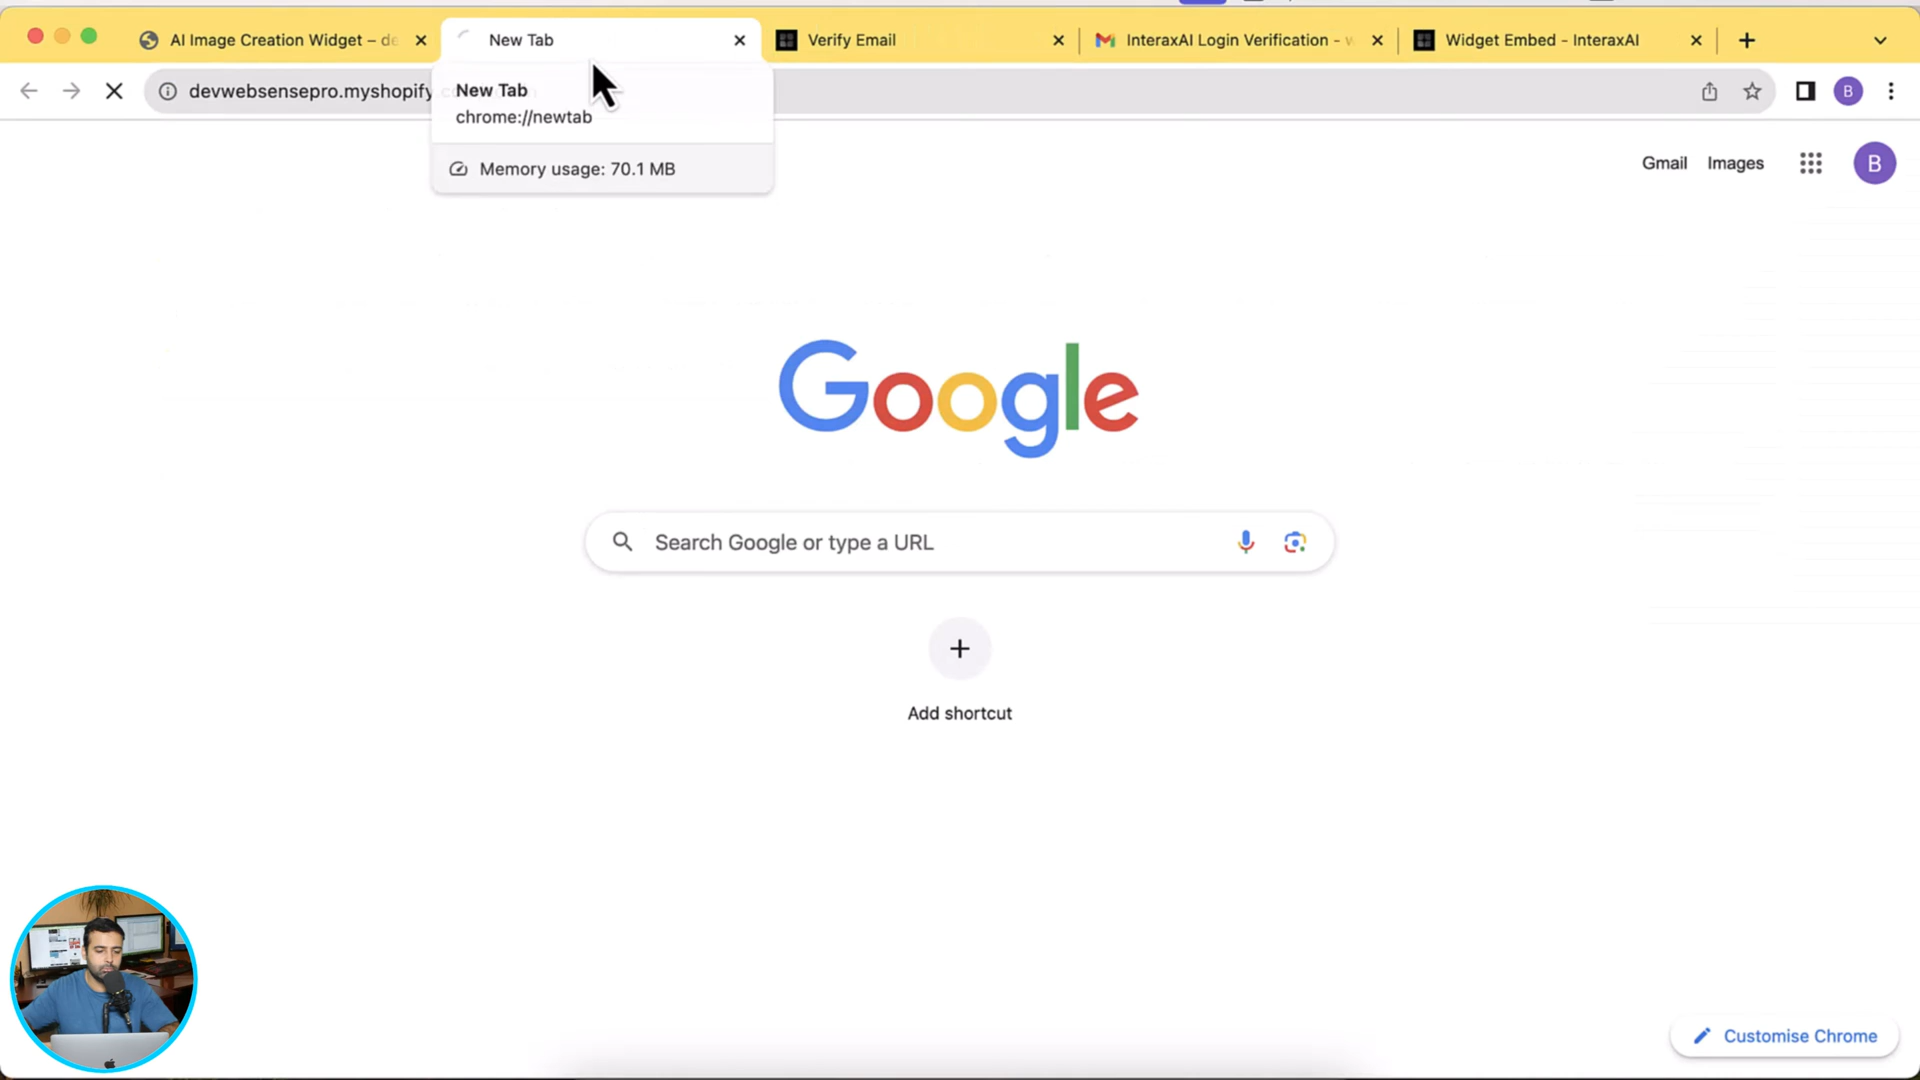 AI Image Creation Widget – de
New Tab
Verify Email
InteraxAI Login Verification - w
Widget Embed - InteraxAI
devwebsensepro.myshopify.
B
New Tab
chrome://newtab
Memory usage: 70.1 MB
Gmail
Images
B
Google
Search Google or type a URL
Add shortcut
Customise Chrome